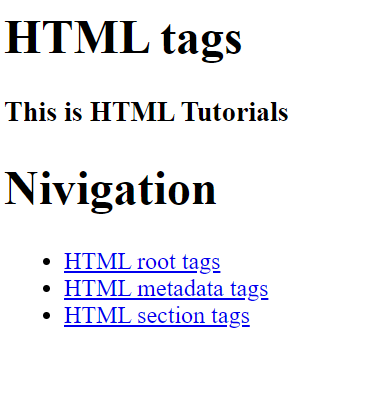 HTML tags
This is HTML Tutorials
Nivigation
HTML root tags
HTML metadata tags
HTML section tags